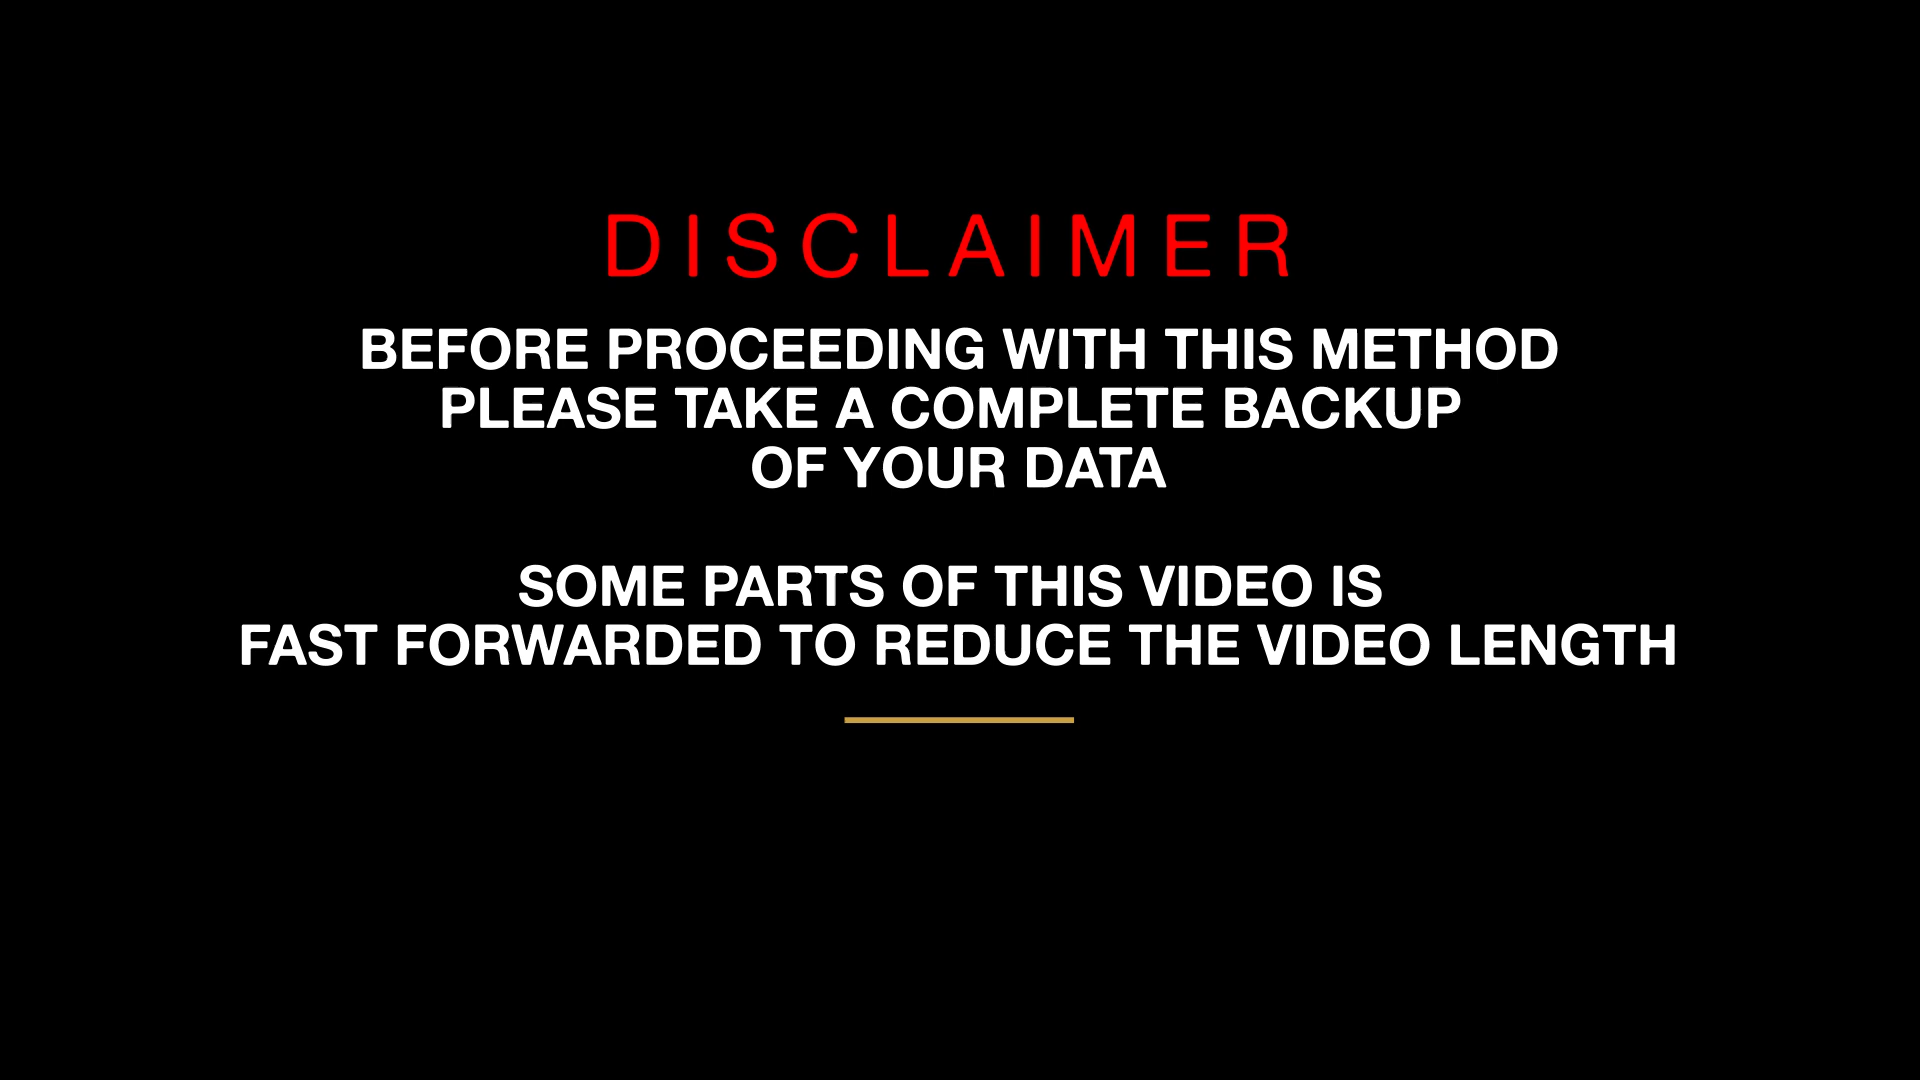 DISCLAIMER
BEFORE PROCEEDING WITH THIS METHOD
PLEASE TAKE A COMPLETE BACKUP
OF YOUR DATA
SOME PARTS OF THIS VIDEO IS
FAST FORWARDED TO REDUCE THE VIDEO LENGTH